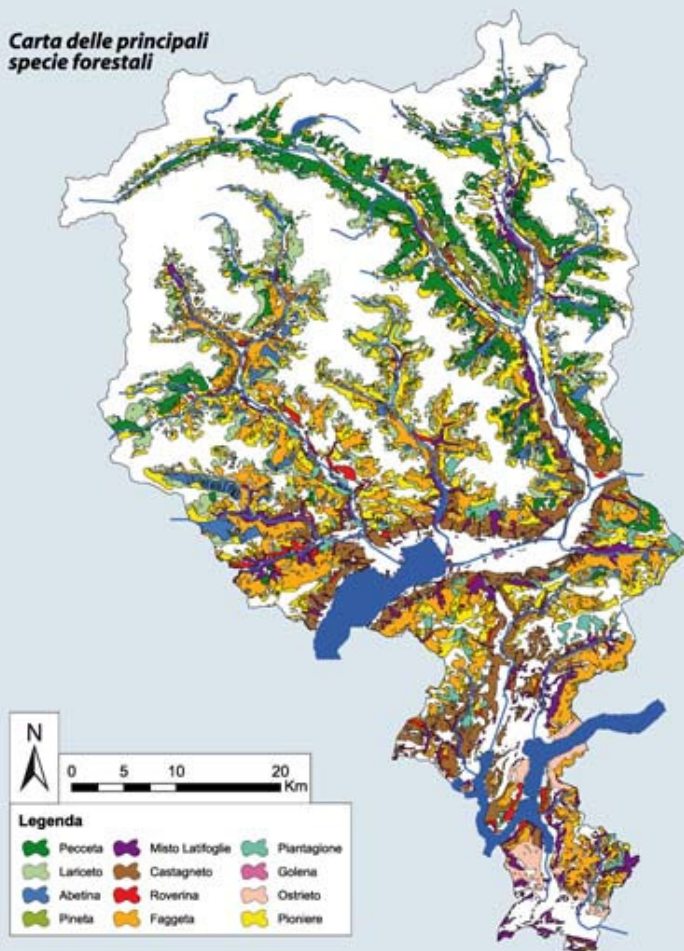 Carta delle principali
specie forestali
N
0 5 10 20
Km
Legenda
Pecceta Misto Latifoglie Piantagione
Lariceto Castagneto Golena
Abetina Roverina Ostrieto
Pineta Faggeta Pioniere